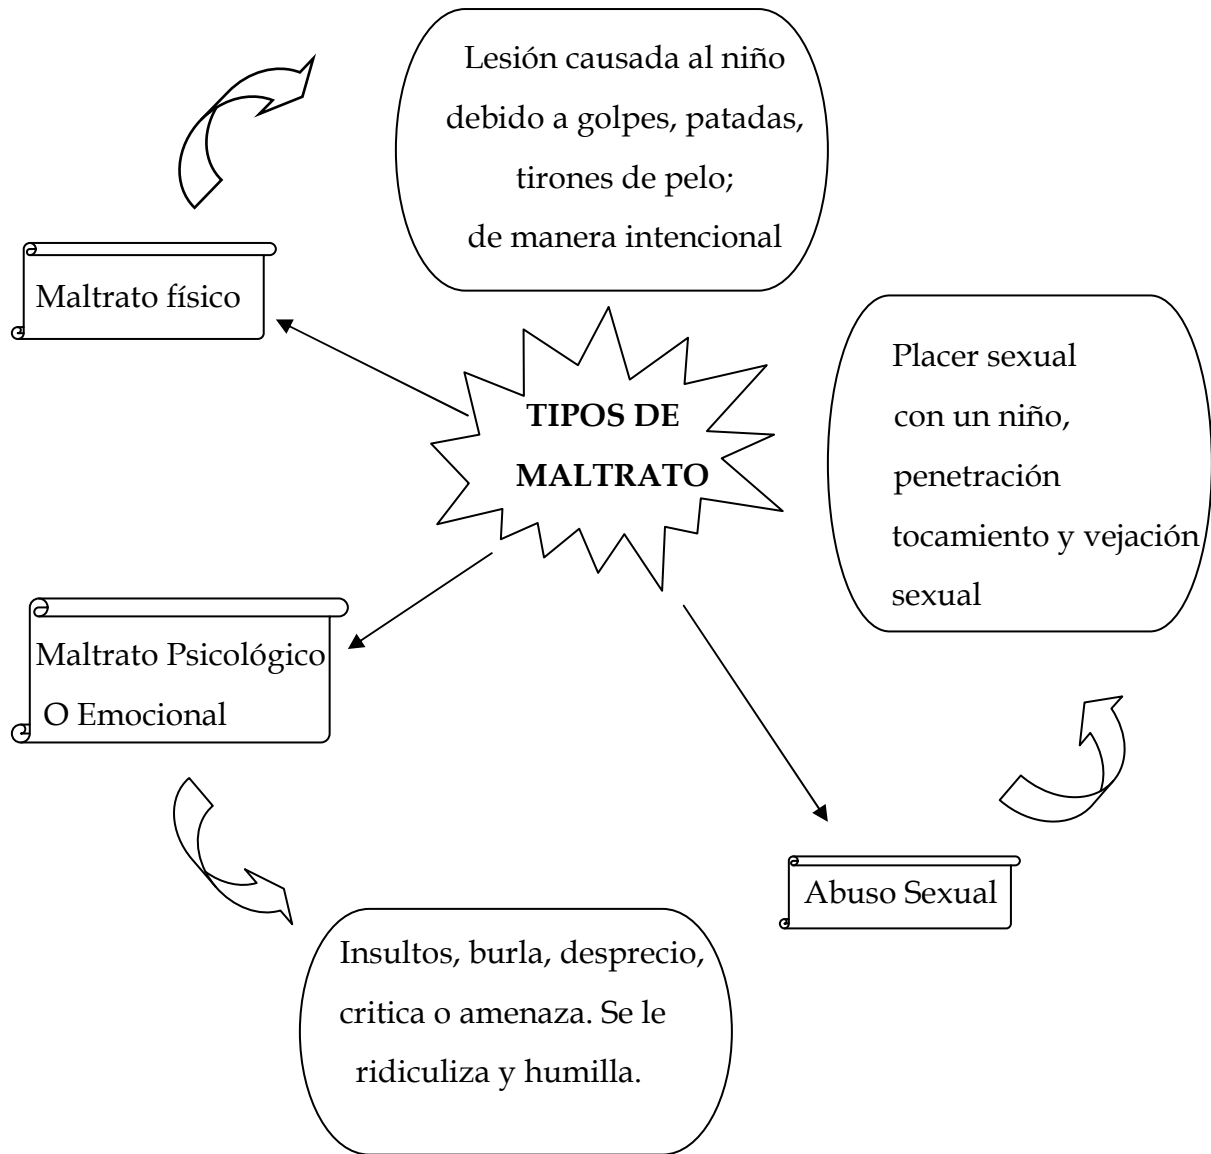 Lesión causada al niño
debido a golpes, patadas,
tirones de pelo;
de manera intencional
Maltrato físico
TIPOS DE
MALTRATO
Placer sexual
con un niño,
penetración
tocamiento y vejación
sexual
Maltrato Psicológico
O Emocional
Abuso Sexual
Insultos, burla, desprecio,
critica o amenaza. Se le
ridiculiza y humilla.